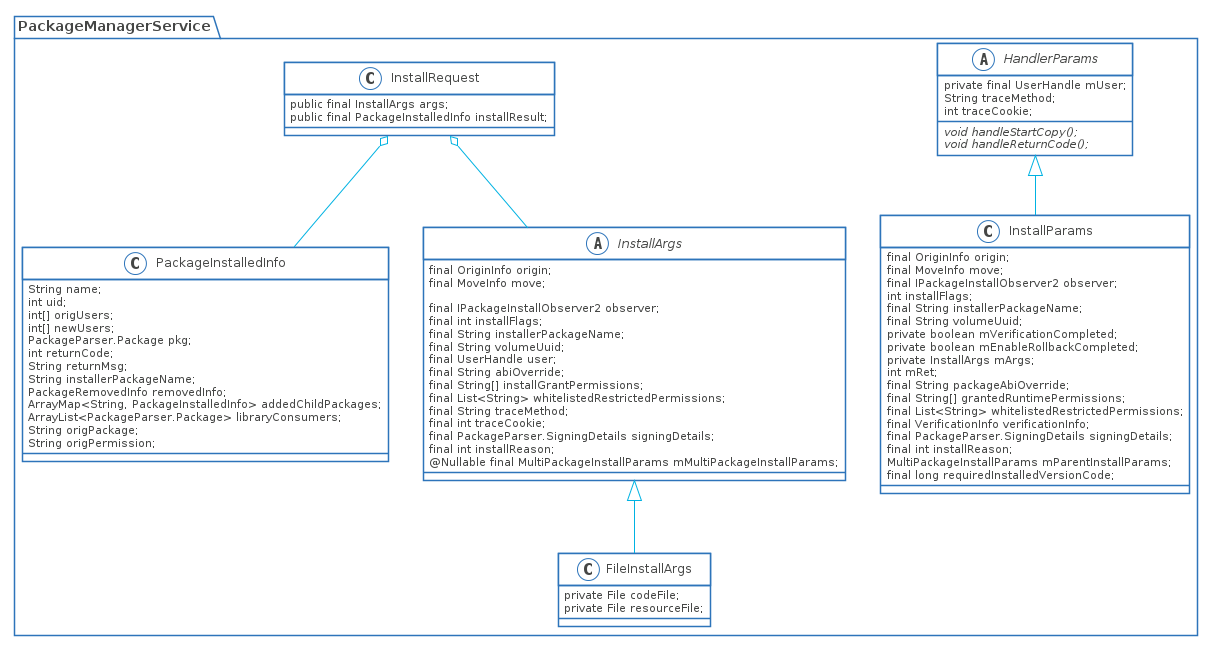 PackageManagerService
C InstallRequest
public final InstallArgs args;
public final PackageInstalledInfo installResult;
A HandlerParams
private final UserHandle mUser;
String traceMethod;
int traceCookie;
void handleStartCopy();
void handleReturnCode();
C PackageInstalledInfo
String name;
int uid;
int[] origUsers;
int[] newUsers;
PackageParser.Package pkg;
int returnCode;
String returnMsg;
String installerPackageName;
PackageRemovedInfo removedInfo;
ArrayMap<String, PackageInstalledInfo> addedChildPackages;
ArrayList<PackageParser.Package> libraryConsumers;
String origPackage;
String origPermission;
A InstallArgs
final OriginInfo origin;
final MoveInfo move;
final IPackageInstallObserver2 observer;
final int installFlags;
final String installerPackageName;
final String volumeUuid;
final UserHandle user;
final String abiOverride;
final String[] installGrantPermissions;
final List<String> whitelistedRestrictedPermissions;
final String traceMethod;
final int traceCookie;
final PackageParser.SigningDetails signingDetails;
final int installReason;
@Nullable final MultiPackageInstallParams mMultiPackageInstallParams;
C InstallParams
final OriginInfo origin;
final MoveInfo move;
final IPackageInstallObserver2 observer;
int installFlags;
final String installerPackageName;
final String volumeUuid;
private boolean mVerificationCompleted;
private boolean mEnableRollbackCompleted;
private InstallArgs mArgs;
int mRet;
final String packageAbiOverride;
final String[] grantedRuntimePermissions;
final List<String> whitelistedRestrictedPermissions;
final VerificationInfo verificationInfo;
final PackageParser.SigningDetails signingDetails;
final int installReason;
MultiPackageInstallParams mParentInstallParams;
final long requiredInstalledVersionCode;
C FileInstallArgs
private File codeFile;
private File resourceFile;